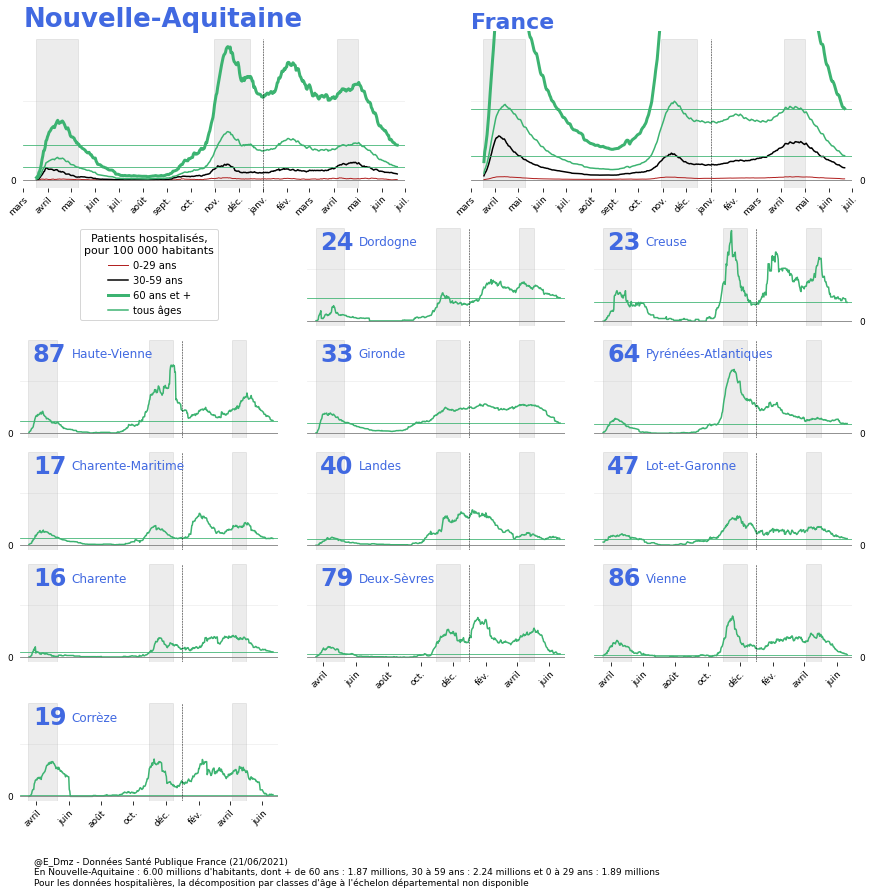 Nouvelle-Aquitaine
France
0
mars avril mai juin juil. août sept. oct. nov. déc. janv. fév. mars avril mai juin juil.
0
mars avril mai juin juil. août sept. oct. nov. déc. janv. fév. mars avril mai juin juil.
Patients hospitalisés,
pour 100 000 habitants
0-29 ans
30-59 ans
60 ans et +
tous âges
24 Dordogne
23 Creuse
0
87 Haute-Vienne
0
33 Gironde
64 Pyrénées-Atlantiques
0
17 Charente-Maritime
0
40 Landes
47 Lot-et-Garonne
0
16 Charente
0
79 Deux-Sèvres
avril juin août oct. déc. fév. avril juin
86 Vienne
0
avril juin août oct. déc. fév. avril juin
19 Corrèze
0
avril juin août oct. déc. fév. avril juin
@E_Dmz - Données Santé Publique France (21/06/2021)
En Nouvelle-Aquitaine : 6.00 millions d'habitants, dont + de 60 ans : 1.87 millions, 30 à 59 ans : 2.24 millions et 0 à 29 ans : 1.89 millions
Pour les données hospitalières, la décomposition par classes d'âge à l'échelon départemental non disponible